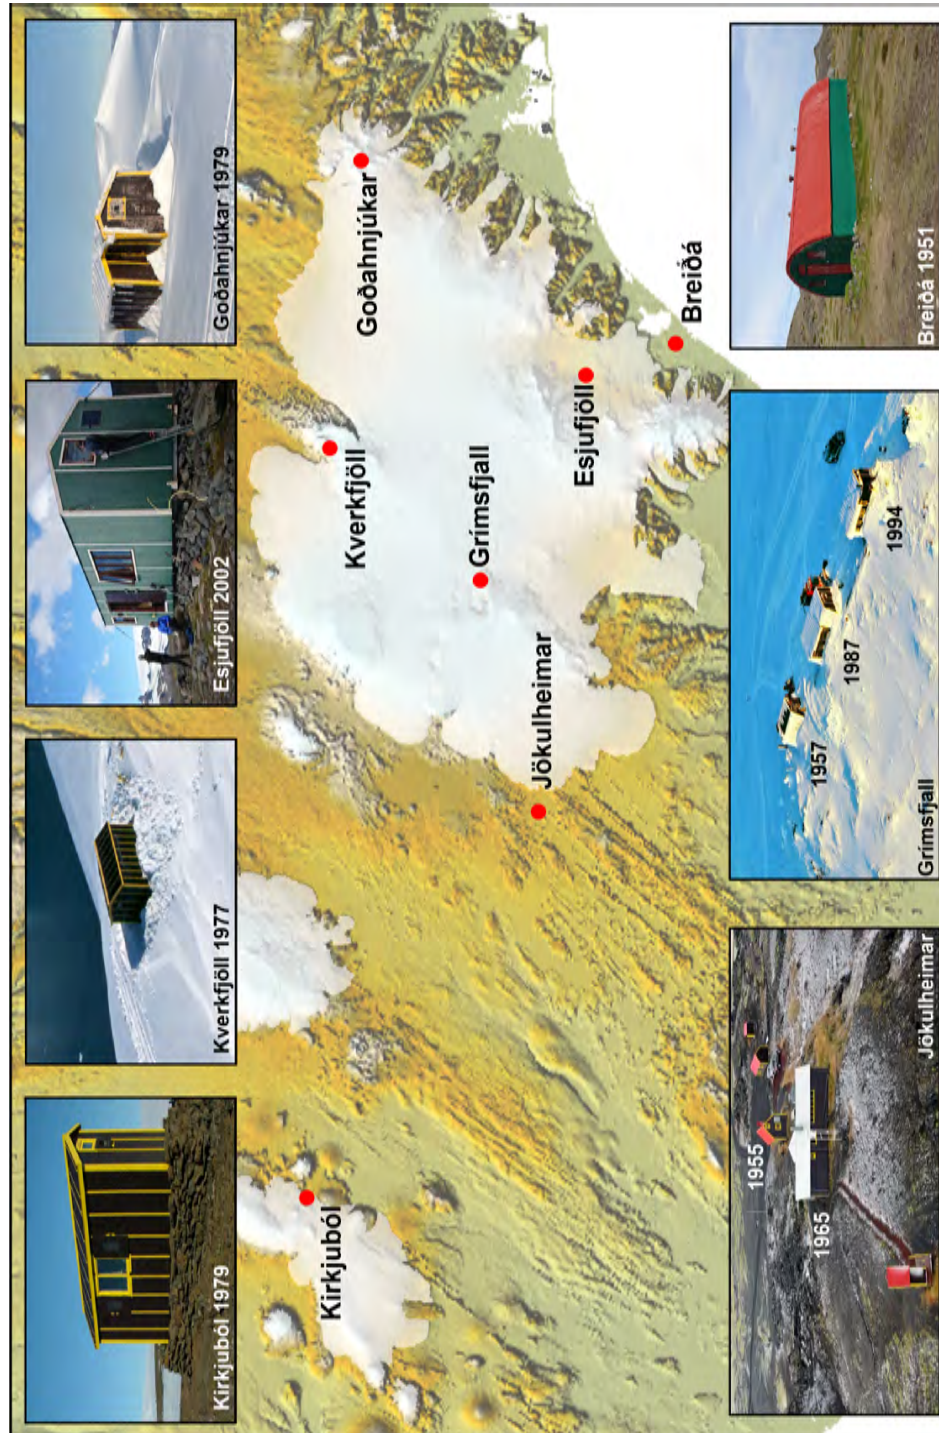 Kirkjuból 1979
Kverkfjöll 1977
Esjufjöll 2002
Goðahnjúkar 1979
Kirkjuból
Kverkfjöll
Goðahnjúkar
Grímsfjall
Jökulheimar
Esjufjöll
Breiðá
1955
1965
Jökulheimar
1957
1987
1994
Grímsfjall
Breiðá 1951